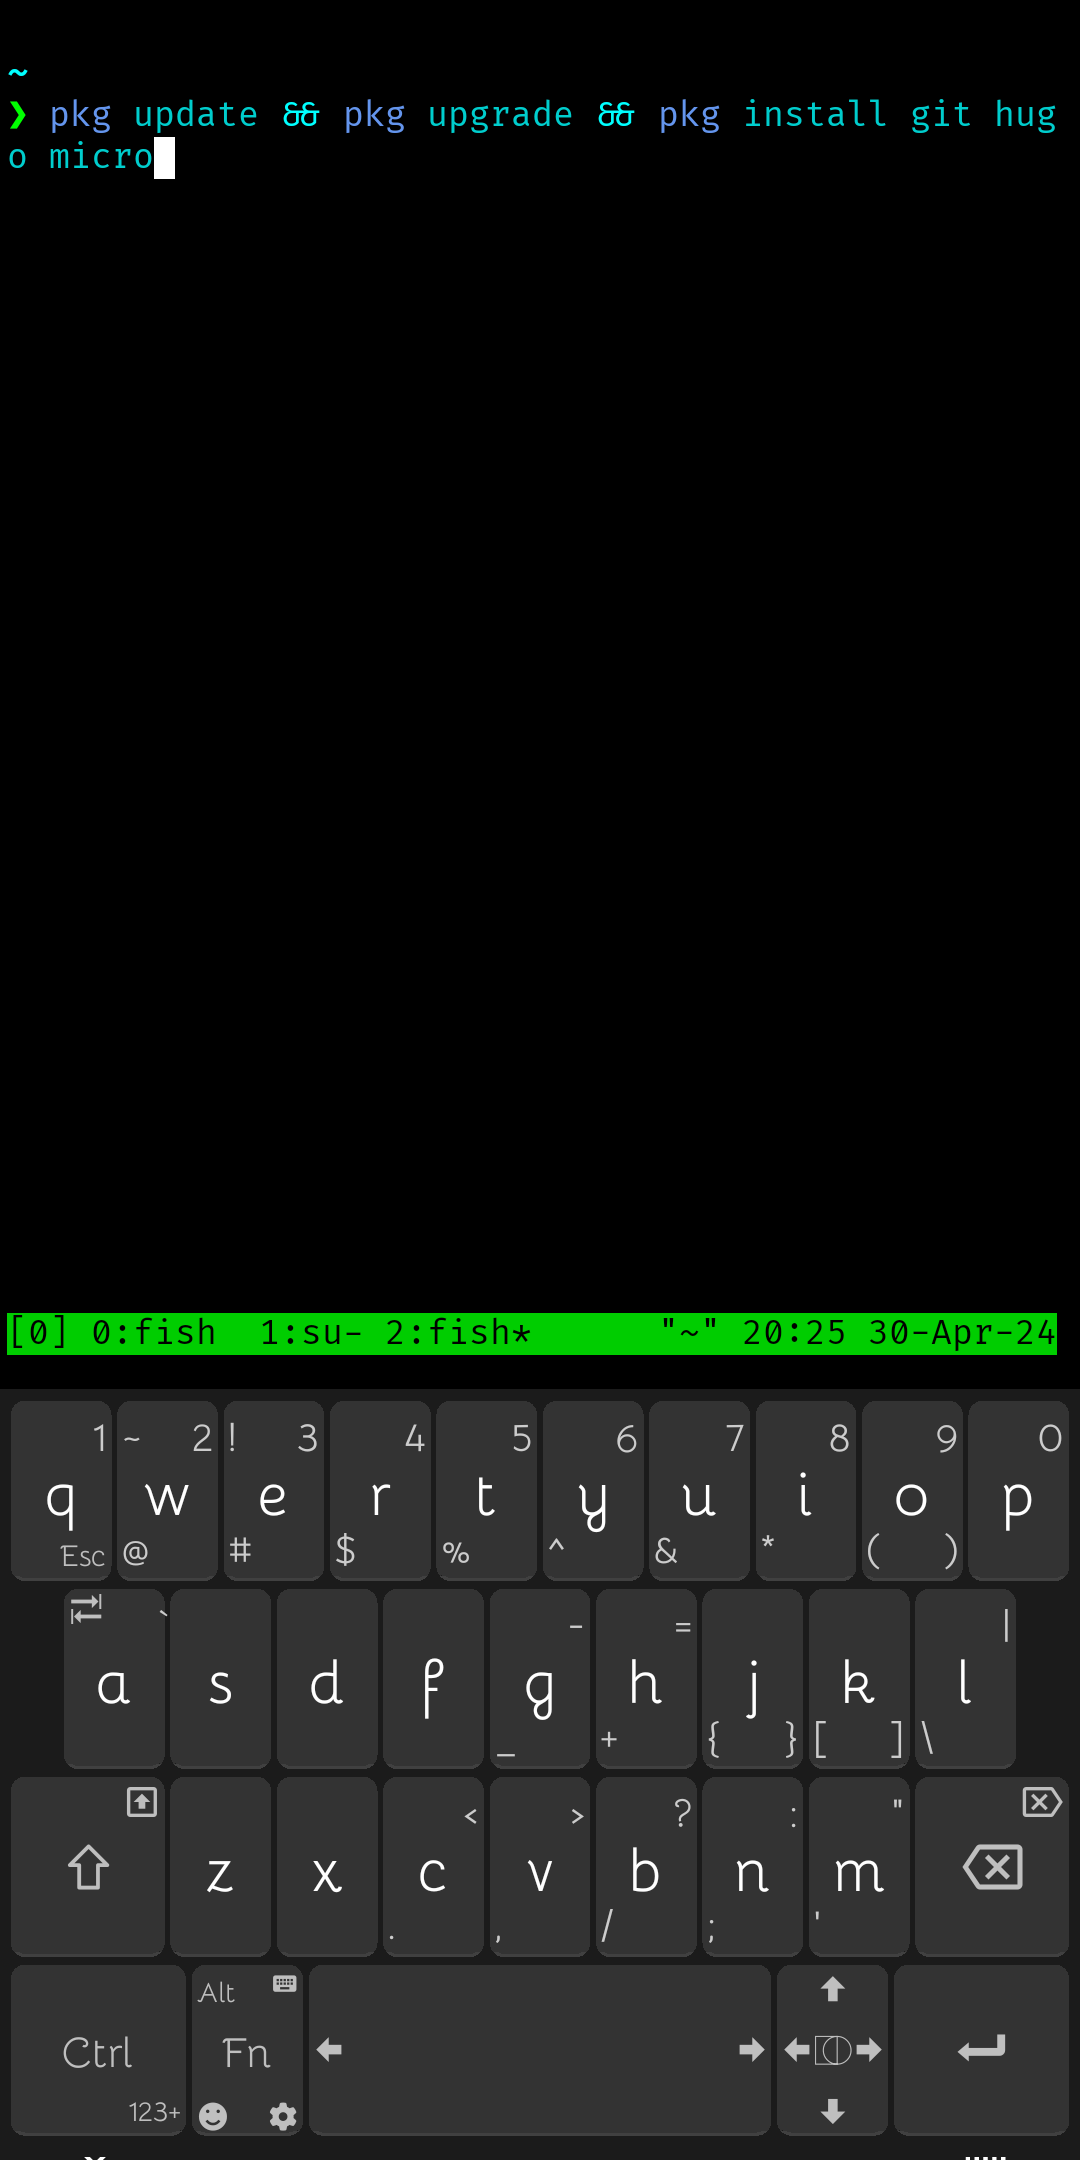 ~
❯ pkg update && pkg upgrade && pkg install git hug
o micro
[0] 0:fish  1:su- 2:fish*      "~" 20:25 30-Apr-24
1 ~ 2 ! 3 4 5 6 7 8 9 0
q w e r t y u i o p
Esc @ # $ % ^ & * ( )
` - = |
a s d f g h j k l
_ + { } [ ] \
< > ? : "
z x c v b n m
. , / ; '
Alt
Ctrl Fn
123+